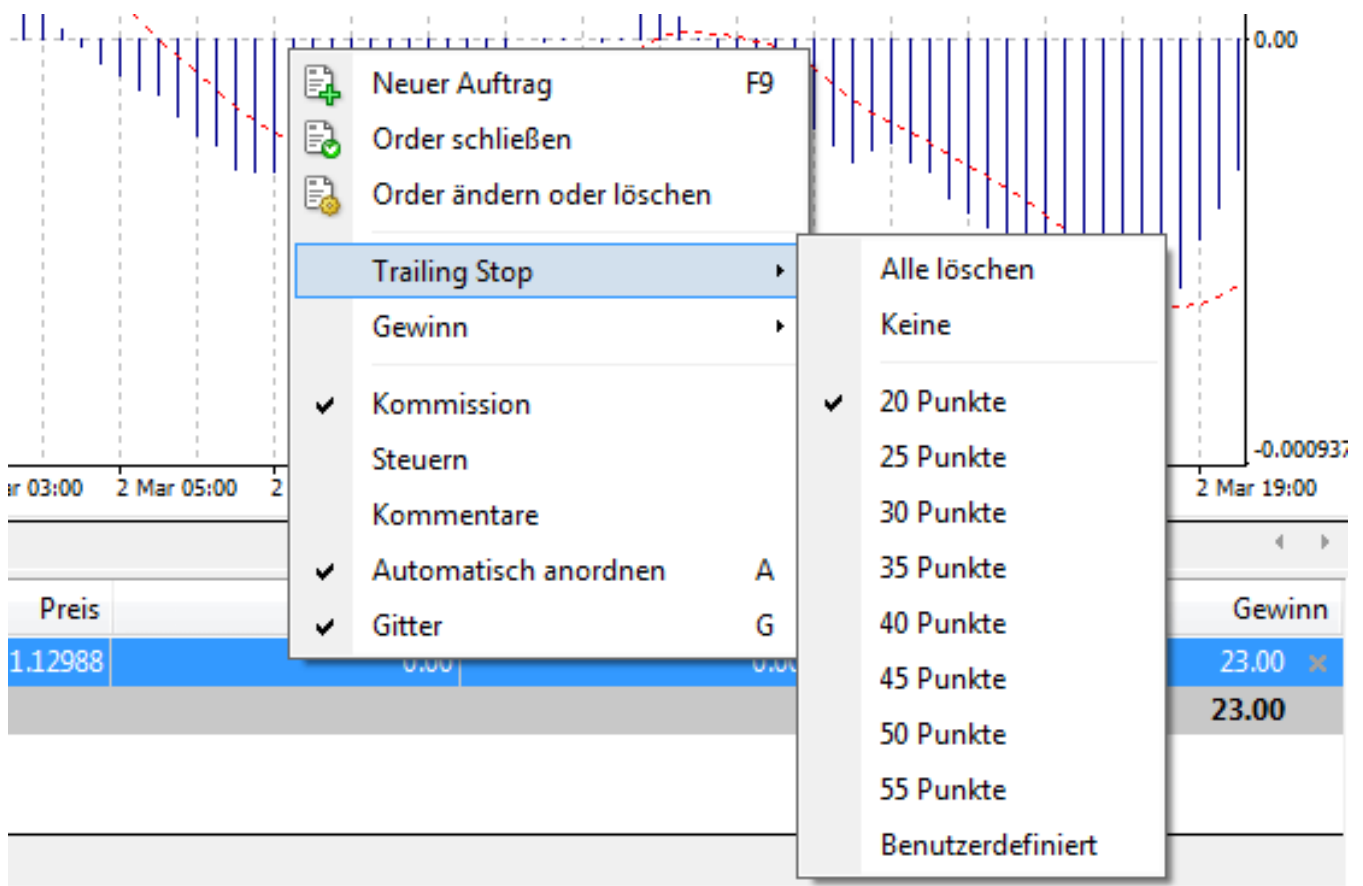 0.00
Neuer Auftrag F9
Order schließen
Order ändern oder löschen
Trailing Stop
Gewinn
Kommission
Steuern
Kommentare
Automatisch anordnen A
Gitter G
Alle löschen
Keine
20 Punkte
25 Punkte
30 Punkte
35 Punkte
40 Punkte
45 Punkte
50 Punkte
55 Punkte
Benutzerdefiniert
-0.000937
03:00 2 Mar 05:00 2 2 Mar 19:00
Preis Gewinn
1.12988 0.00 0.00 23.00
23.00